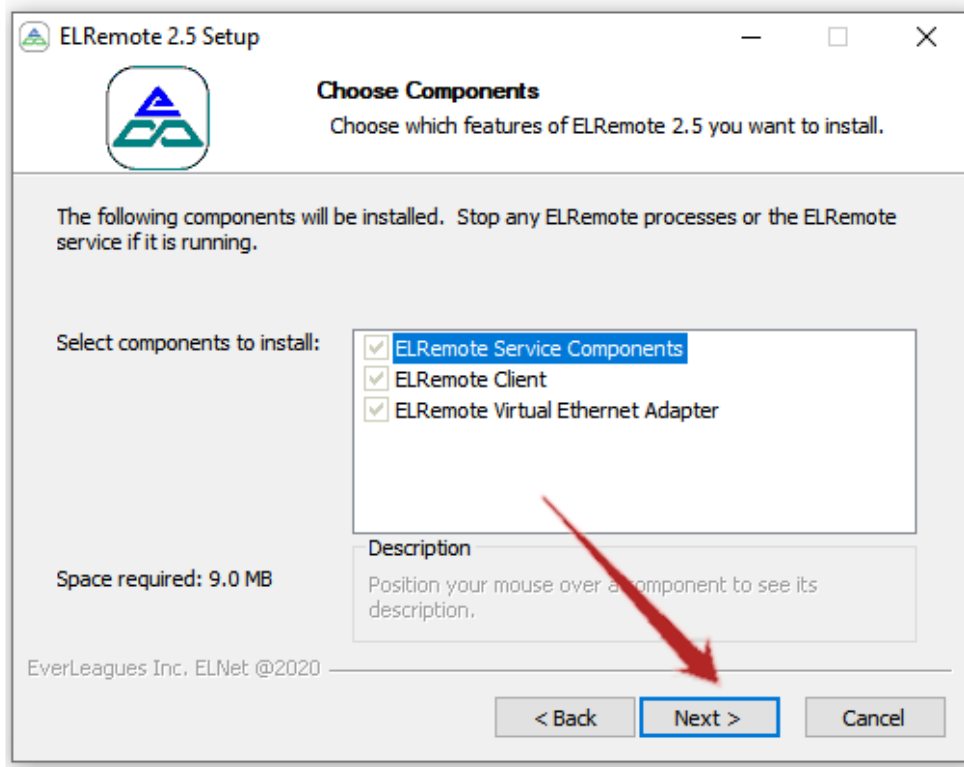 ELRemote 2.5 Setup
Choose Components
Choose which features of ELRemote 2.5 you want to install.
The following components will be installed.  Stop any ELRemote processes or the ELRemote
service if it is running.
Select components to install:
ELRemote Service Components
ELRemote Client
ELRemote Virtual Ethernet Adapter
Space required: 9.0 MB
Description
Position your mouse over a component to see its
description.
EverLeagues Inc. ELNet @2020
< Back
Next >
Cancel